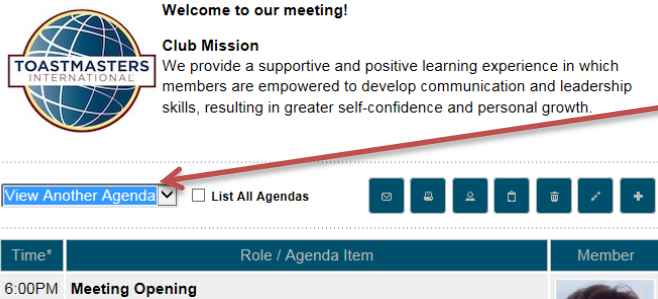 Welcome to our meeting!
TOASTMASTERS
INTERNATIONAL
Club Mission
We provide a supportive and positive learning experience in which
members are empowered to develop communication and leadership
skills, resulting in greater self-confidence and personal growth.
View Another Agenda
List All Agendas
Time* Role / Agenda Item Member
6:00PM Meeting Opening